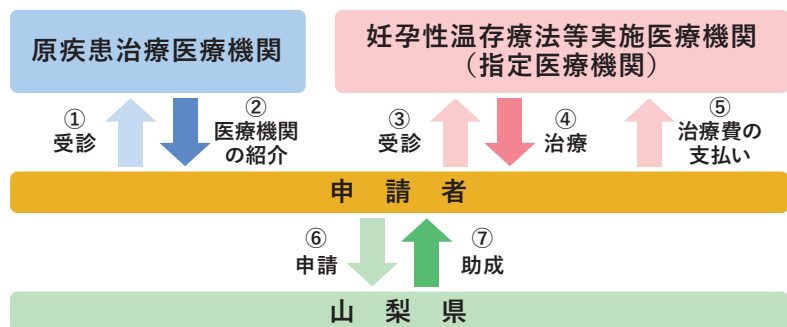 原疾患治療医療機関
妊孕性温存療法等実施医療機関
（指定医療機関）
①
受診
②
医療機関
の紹介
③
受診
④
治療
⑤
治療費の
支払い
申請者
⑥
申請
⑦
助成
山梨県